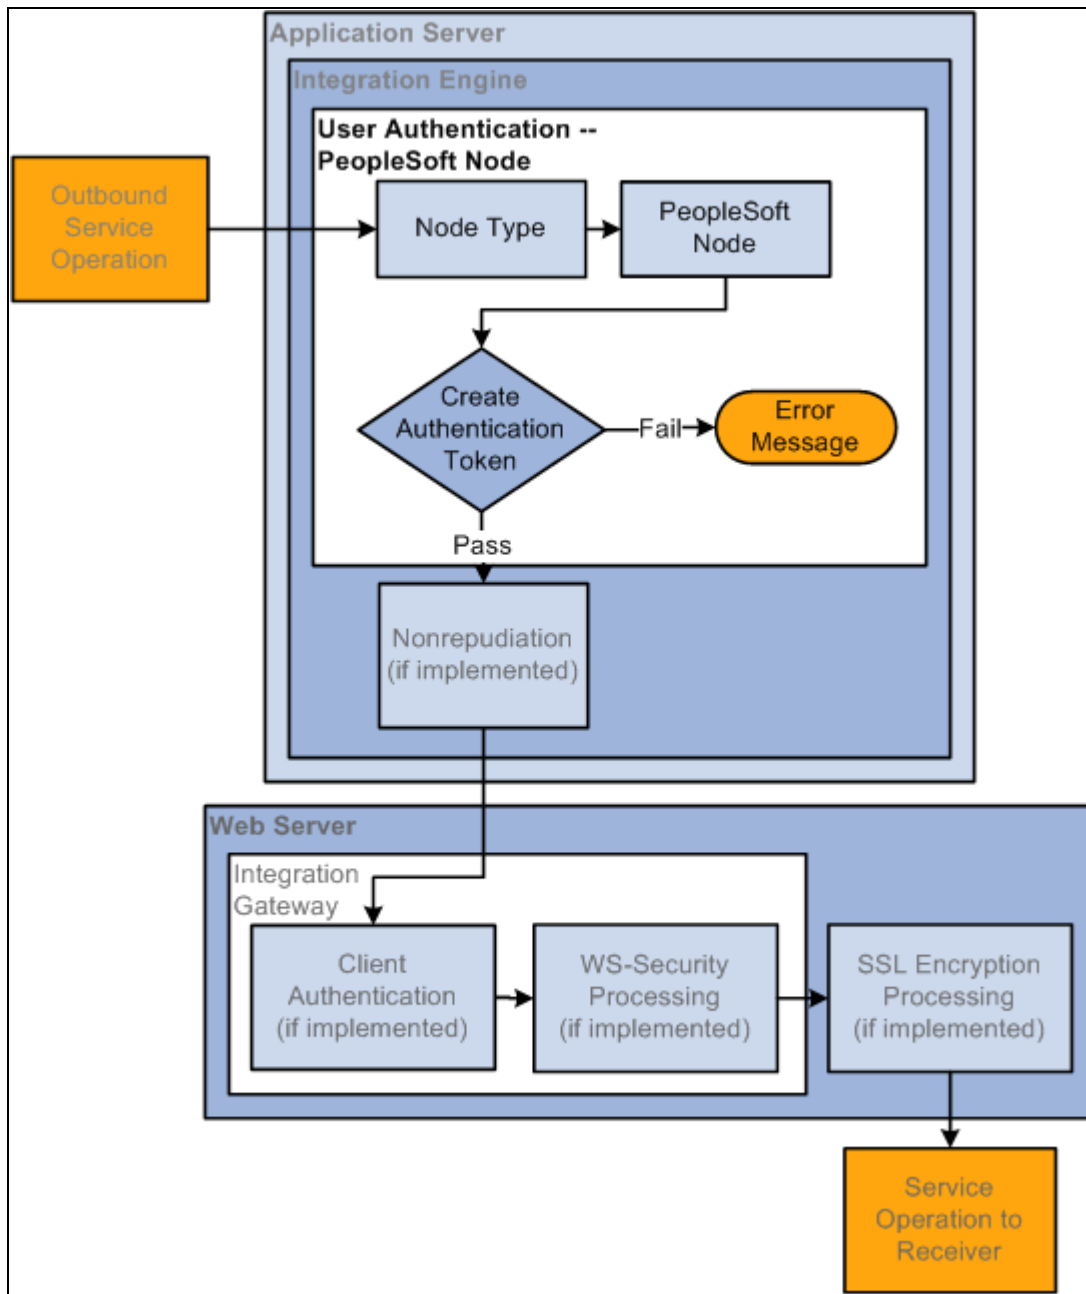 Application Server
Integration Engine
User Authentication --
PeopleSoft Node
Outbound
Service
Operation
Node Type
PeopleSoft
Node
Create
Authentication
Token
Fail
Error
Message
Pass
Nonrepudiation
(if implemented)
Web Server
Integration
Gateway
Client
Authentication
(if implemented)
WS-Security
Processing
(if implemented)
SSL Encryption
Processing
(if implemented)
Service
Operation to
Receiver